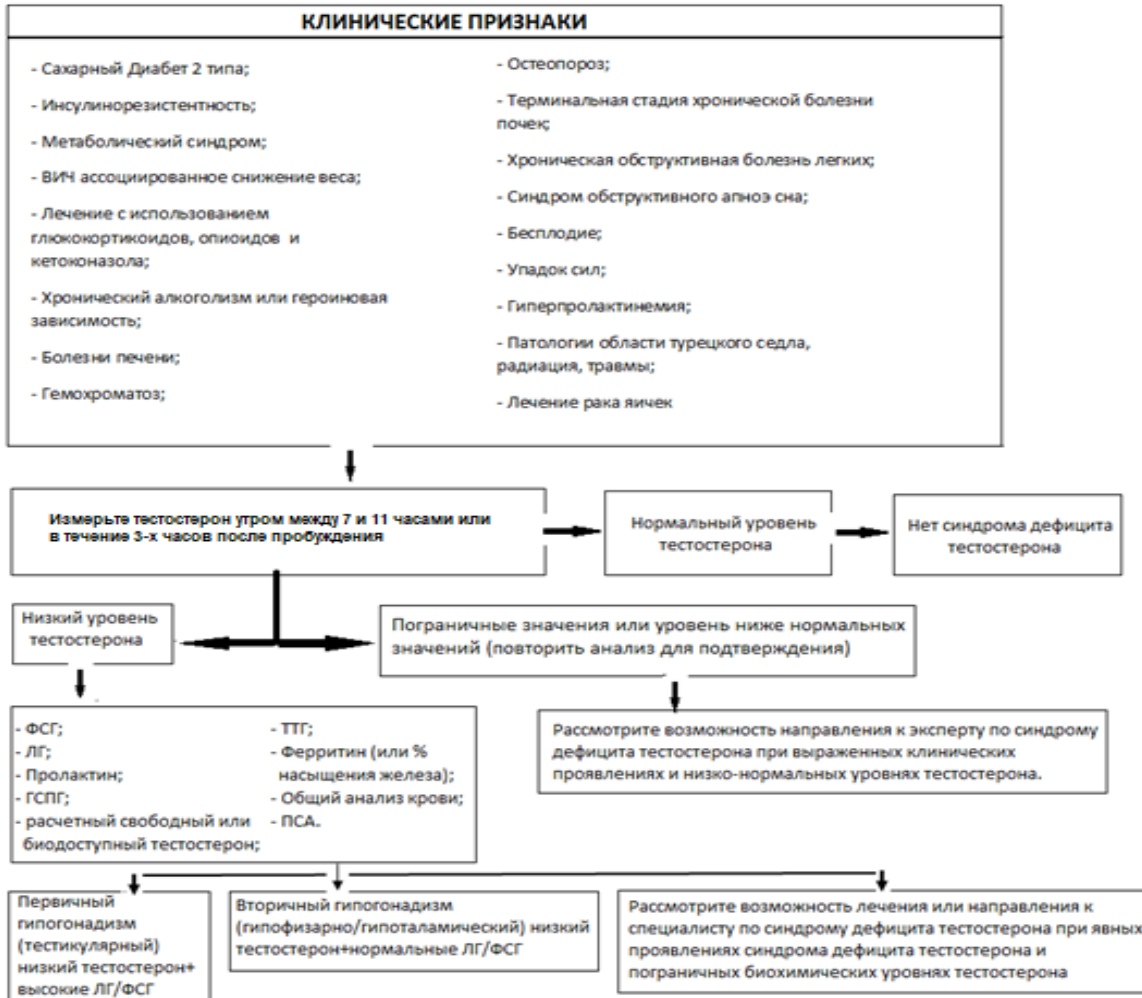 КЛИНИЧЕСКИЕ ПРИЗНАКИ
- Сахарный Диабет 2 типа;
- Инсулинорезистентность;
- Метаболический синдром;
- ВИЧ ассоциированное снижение веса;
- Лечение с использованием
глюкокортикоидов, опиоидов и
кетоконазола;
- Хронический алкоголизм или героиновая
зависимость;
- Болезни печени;
- Гемохроматоз;
- Остеопороз;
- Терминальная стадия хронической болезни
почек;
- Хроническая обструктивная болезнь легких;
- Синдром обструктивного апноэ сна;
- Бесплодие;
- Упадок сил;
- Гиперпролактинемия;
- Патологии области турецкого седла,
радиация, травмы;
- Лечение рака яичек
Измерьте тестостерон утром между 7 и 11 часами или
в течение 3-х часов после пробуждения
Нормальный уровень
тестостерона
Нет синдрома дефицита
тестостерона
Низкий уровень
тестостерона
Пограничные значения или уровень ниже нормальных
значений (повторить анализ для подтверждения)
- ФСГ;
- ЛГ;
- Пролактин;
- ГСПГ;
- расчетный свободный или
биодоступный тестостерон;
- ТТГ;
- Ферритин (или %
насыщения железа);
- Общий анализ крови;
- ПСА.
Рассмотрите возможность направления к эксперту по синдрому
дефицита тестостерона при выраженных клинических
проявлениях и низко-нормальных уровнях тестостерона.
Первичный
гипогонадизм
(тестикулярный)
низкий тестостерон+
высокие ЛГ/ФСГ
Вторичный гипогонадизм
(гипофизарно/гипоталамический) низкий
тестостерон+нормальные ЛГ/ФСГ
Рассмотрите возможность лечения или направления к
специалисту по синдрому дефицита тестостерона при явных
проявлениях синдрома дефицита тестостерона и
пограничных биохимических уровнях тестостерона